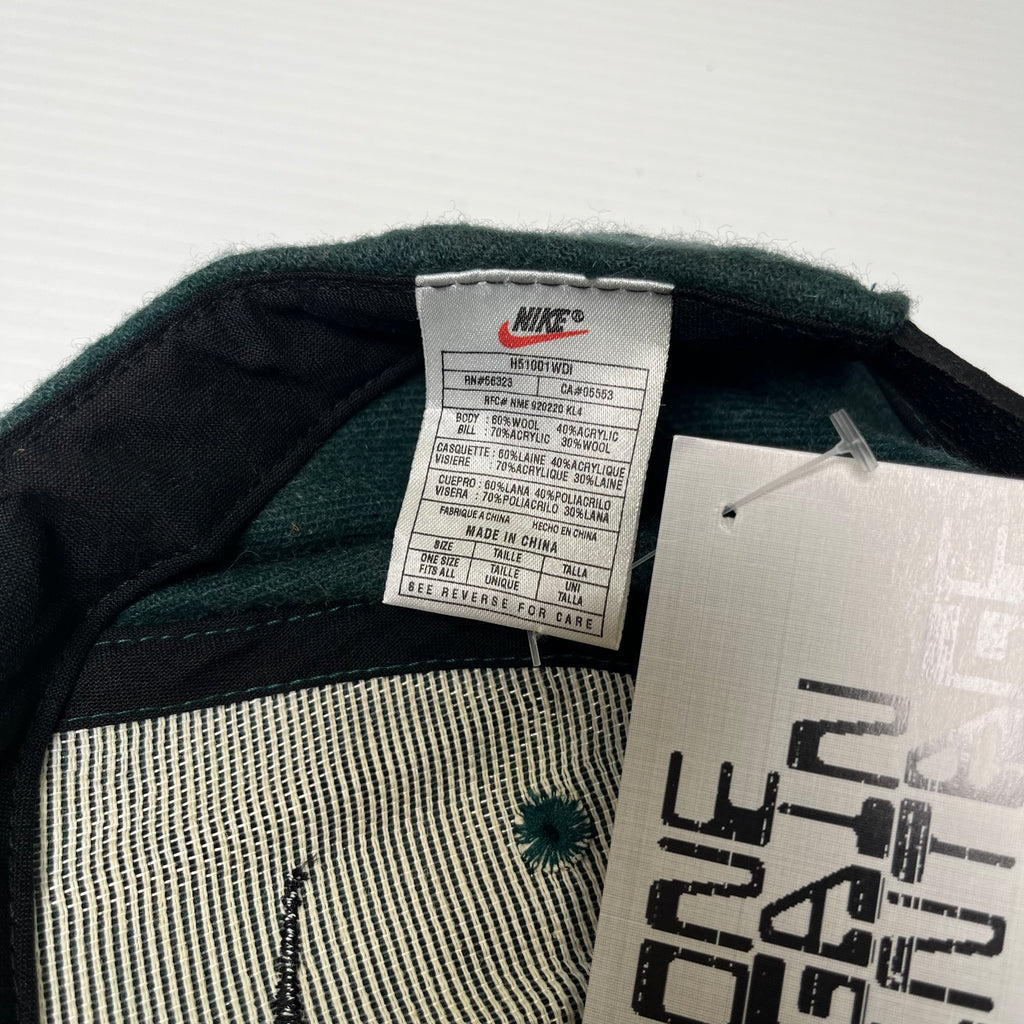 NIKE®
H51001WDI
RN#56323 CA#05553
RFC# NME 920220 KL4
BODY : 60%WOOL 40%ACRYLIC
BILL : 70%ACRYLIC 30%WOOL
CASQUETTE : 60%LAINE 40%ACRYLIQUE
VISIERE : 70%ACRYLIQUE 30%LAINE
CUEPRO : 60%LANA 40%POLIACRILO
VISERA : 70%POLIACRILO 30%LANA
FABRIQUE A CHINA HECHO EN CHINA
MADE IN CHINA
SIZE TAILLE TALLA
ONE SIZE FITS ALL
TAILLE UNIQUE
UNI TALLA
SEE REVERSE FOR CARE
ONE